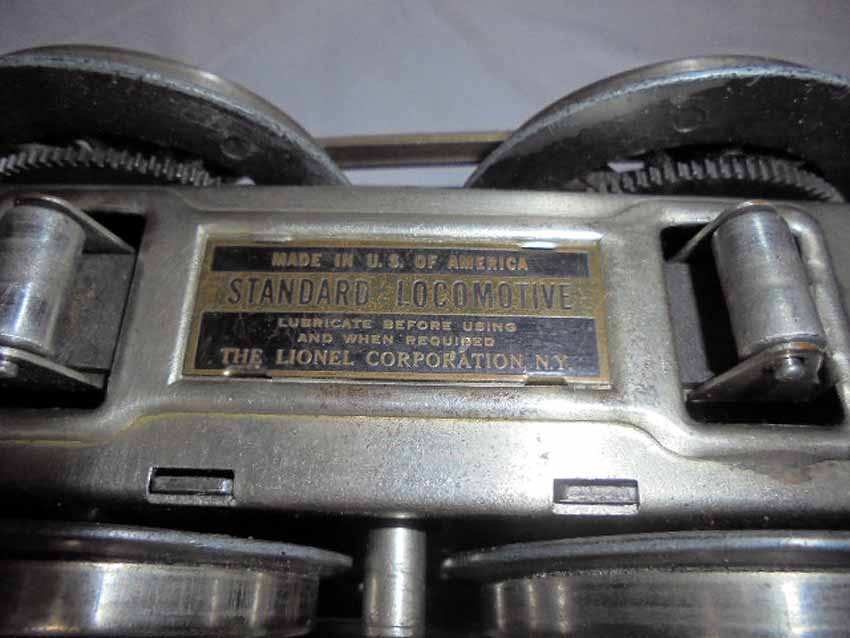 MADE IN U.S. OF AMERICA
STANDARD LOCOMOTIVE
LUBRICATE BEFORE USING
AND WHEN REQUIRED
THE LIONEL CORPORATION N.Y.